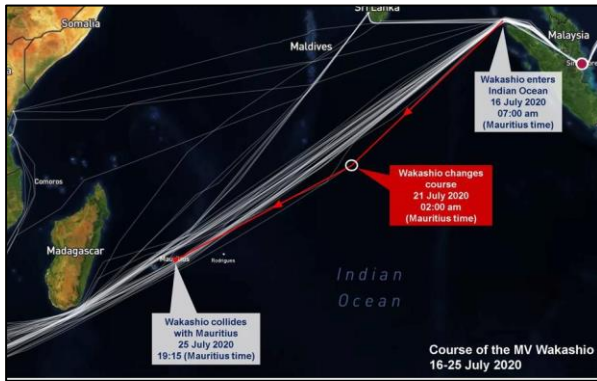 Somalia
Sri Lanka
Maldives
Malaysia
Wakashio enters
Indian Ocean
16 July 2020
07:00 am
(Mauritius time)
Wakashio changes
course
21 July 2020
02:00 am
(Mauritius time)
Comoros
Madagascar
Mauritius
Rodrigues
Indian
Ocean
Wakashio collides
with Mauritius
25 July 2020
19:15 (Mauritius time)
Course of the MV Wakashio
16-25 July 2020